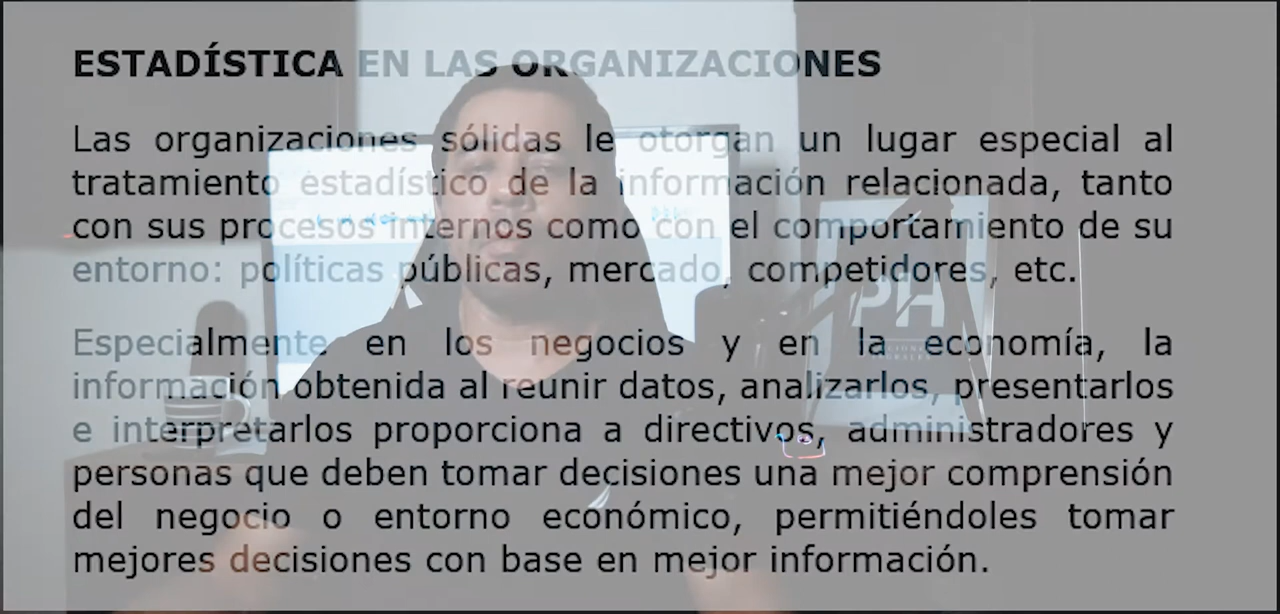 ESTADÍSTICA EN LAS ORGANIZACIONES
Las organizaciones sólidas le otorgan un lugar especial al
tratamiento estadístico de la información relacionada, tanto
con sus procesos internos como con el comportamiento de su
entorno: políticas públicas, mercado, competidores, etc.
Especialmente en los negocios y en la economía, la
información obtenida al reunir datos, analizarlos, presentarlos
e interpretarlos proporciona a directivos, administradores y
personas que deben tomar decisiones una mejor comprensión
del negocio o entorno económico, permitiéndoles tomar
mejores decisiones con base en mejor información.